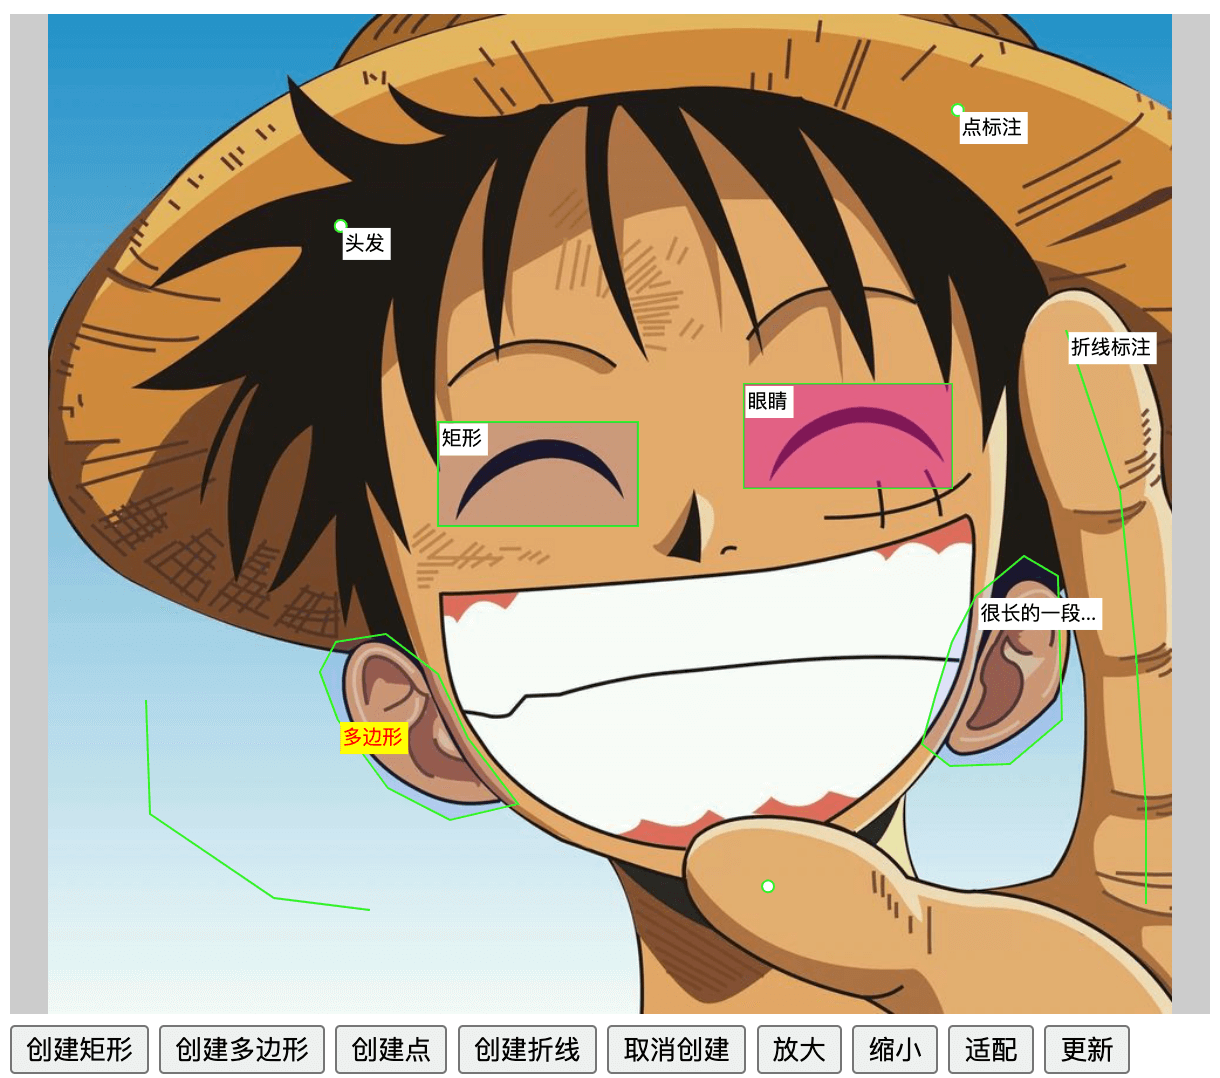 点标注
头发
折线标注
眼睛
矩形
很长的一段...
多边形
创建矩形
创建多边形
创建点
创建折线
取消创建
放大
缩小
适配
更新